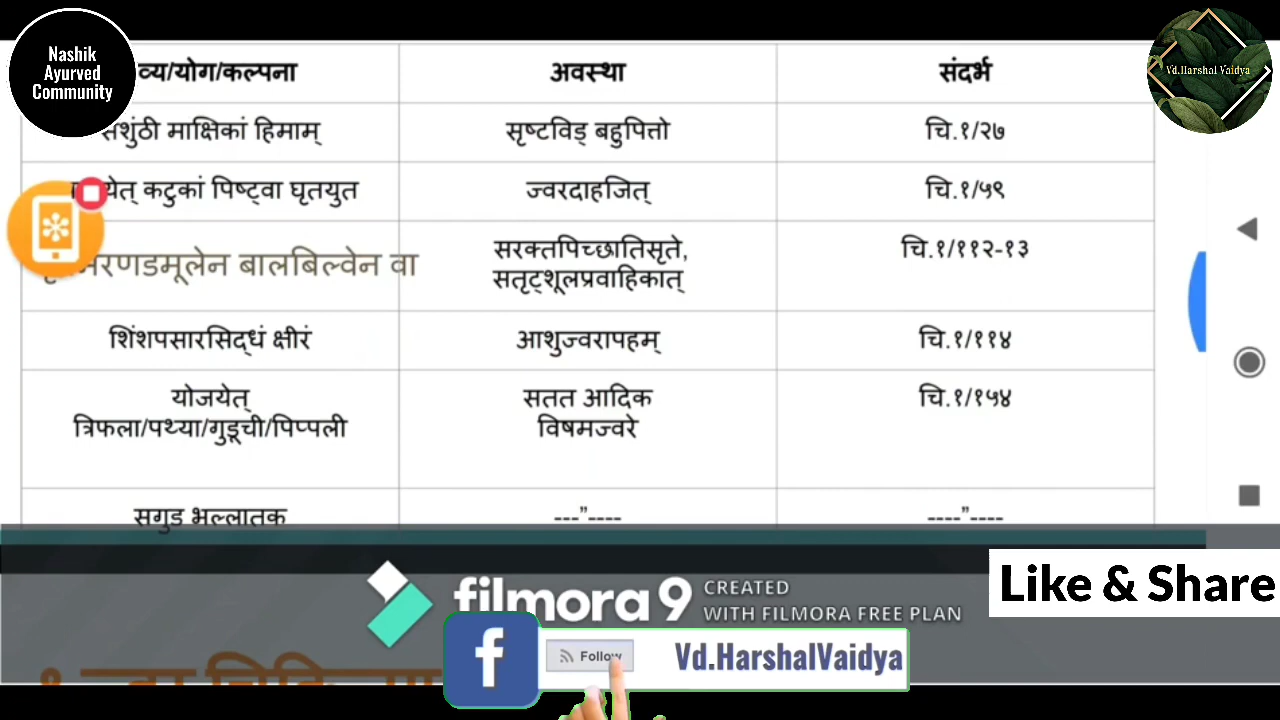 Nashik
Ayurved
Community
Vd.Harshal Vaidya
व्य/योग/कल्पना अवस्था संदर्भ
सशुंठी माक्षिकां हिमाम् सृष्टविड् बहुपित्तो चि.१/२७
कटुकां पिष्ट्वा घृतयुत ज्वरदाहजित् चि.१/५९
बालबिल्वेन वा सरक्तपिच्छातिसृते, चि.१/११२-१३
सतृट्शूलप्रवाहिकात्
शिंशपसारसिद्धं क्षीरं आशुज्वरापहम् चि.१/११४
योजयेत् सतत आदिक चि.१/१५४
त्रिफला/पथ्या/गुडूची/पिप्पली विषमज्वरे
सगुड भल्लातक ---”---- ----”----
filmora9 CREATED
WITH FILMORA FREE PLAN
Like & Share
f Follow Vd.HarshalVaidya